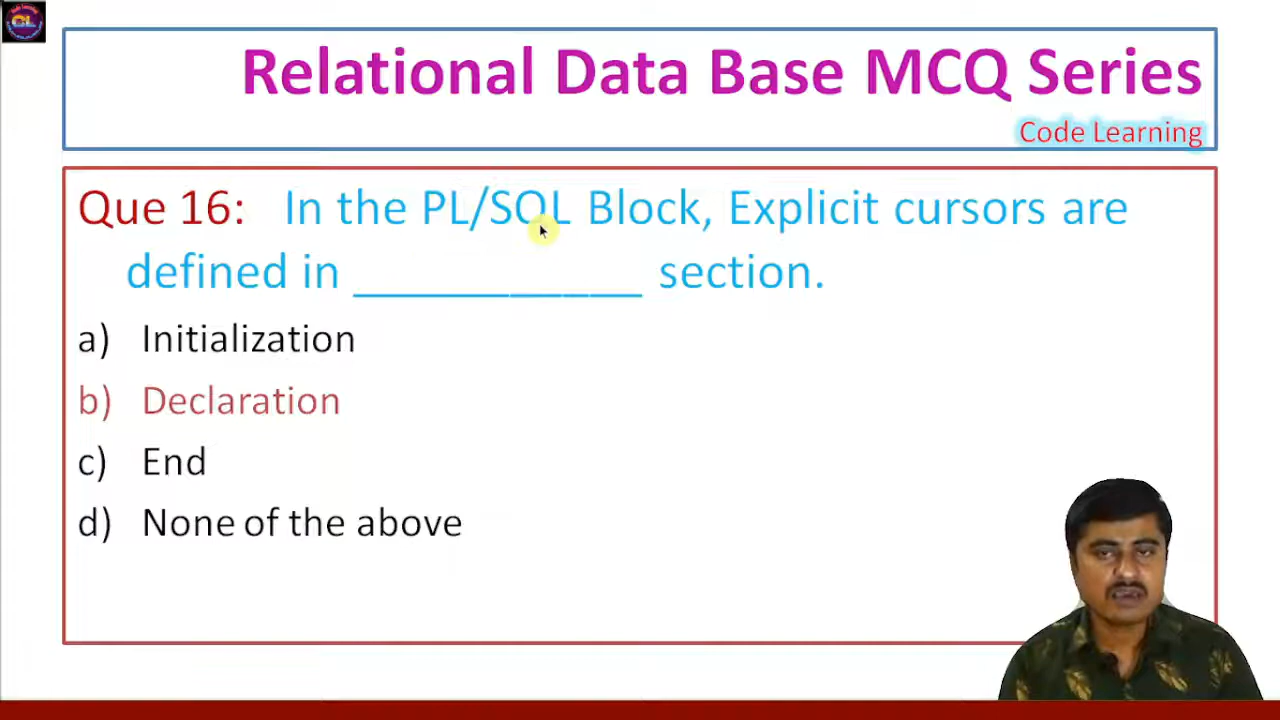 Relational Data Base MCQ Series
Code Learning
Que 16: In the PL/SQL Block, Explicit cursors are
defined in ____________ section.
a) Initialization
b) Declaration
c) End
d) None of the above